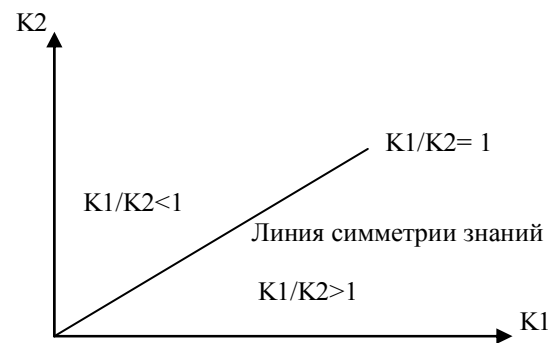 K2
K1/K2= 1
K1/K2<1
Линия симметрии знаний
K1/K2>1
K1